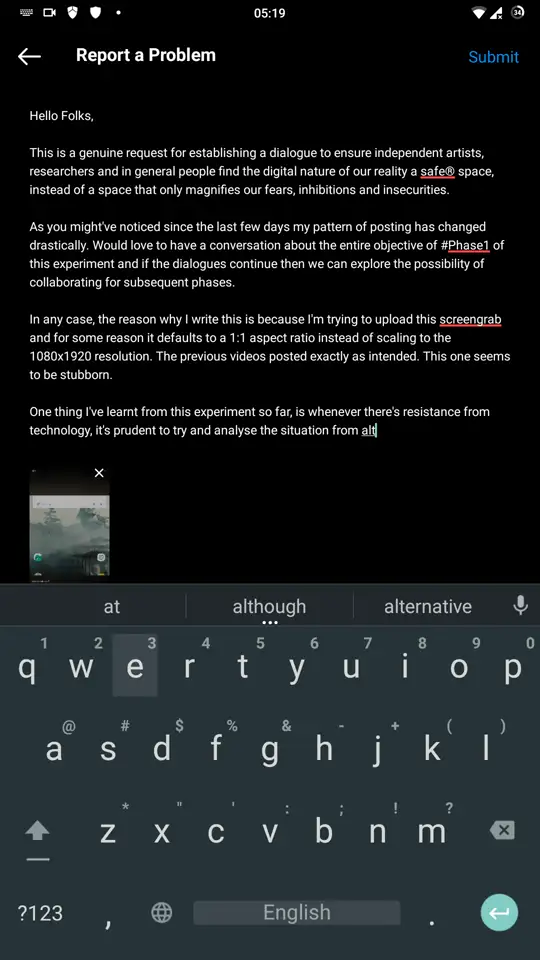 05:19
34
Report a Problem
Submit
Hello Folks,
This is a genuine request for establishing a dialogue to ensure independent artists,
researchers and in general people find the digital nature of our reality a safe® space,
instead of a space that only magnifies our fears, inhibitions and insecurities.
As you might've noticed since the last few days my pattern of posting has changed
drastically. Would love to have a conversation about the entire objective of #Phase1 of
this experiment and if the dialogues continue then we can explore the possibility of
collaborating for subsequent phases.
In any case, the reason why I write this is because I'm trying to upload this screengrab
and for some reason it defaults to a 1:1 aspect ratio instead of scaling to the
1080x1920 resolution. The previous videos posted exactly as intended. This one seems
to be stubborn.
One thing I've learnt from this experiment so far, is whenever there's resistance from
technology, it's prudent to try and analyse the situation from alt
at although alternative
1 2 3 4 5 6 7 8 9 0
q w e r t y u i o p
@ # $ % & - + ( )
a s d f g h j k l
* " ' : ; ! ?
z x c v b n m
?123 , English .